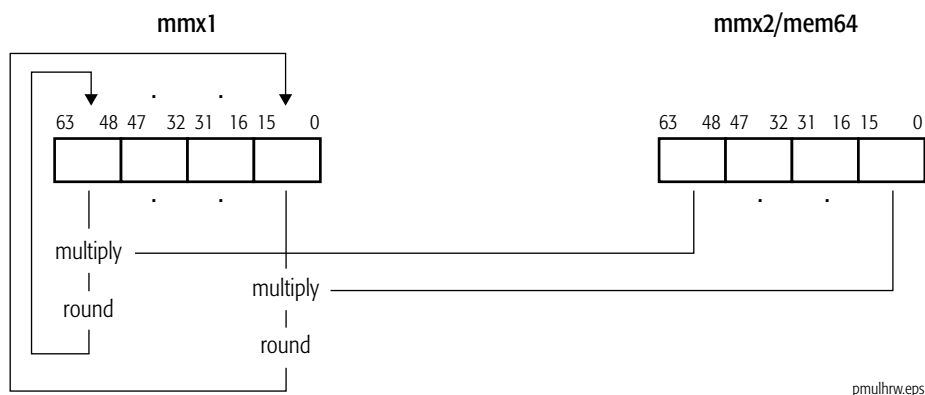 mmx1 mmx2/mem64
. .
63 48 47 32 31 16 15 0 63 48 47 32 31 16 15 0
. . . .
multiply
multiply
round
round
pmulhrw.eps